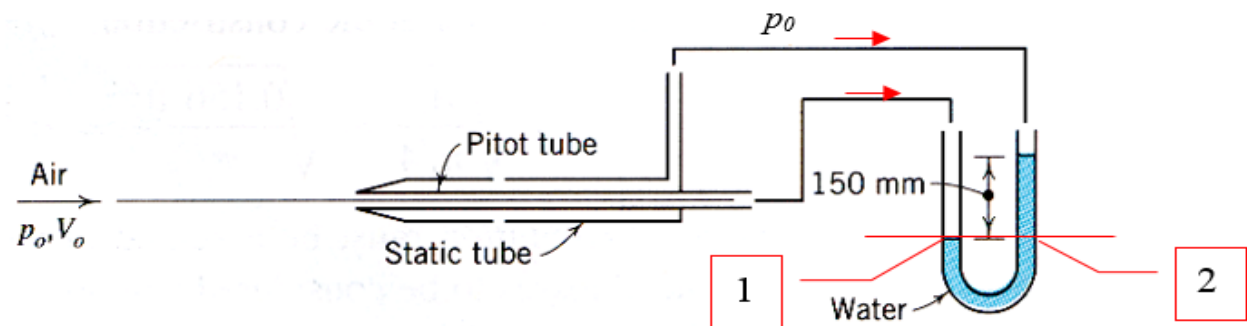 p₀
Pitot tube
Air
pₒ,Vₒ
150 mm
Static tube
1
2
Water